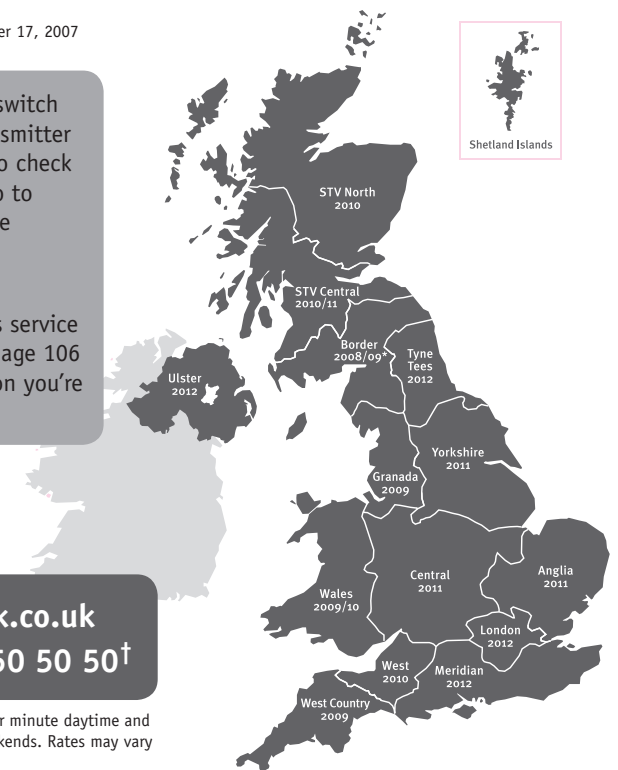 er 17, 2007
switch
smitter
o check
o to
e
s service
age 106
on you're
k.co.uk
50 50 50†
r minute daytime and
kends. Rates may vary
Shetland Islands
STV North
2010
STV Central
2010/11
Border
2008/09*
Tyne
Tees
2012
Ulster
2012
Yorkshire
2011
Granada
2009
Central
2011
Anglia
2011
Wales
2009/10
London
2012
West
2010
Meridian
2012
West Country
2009